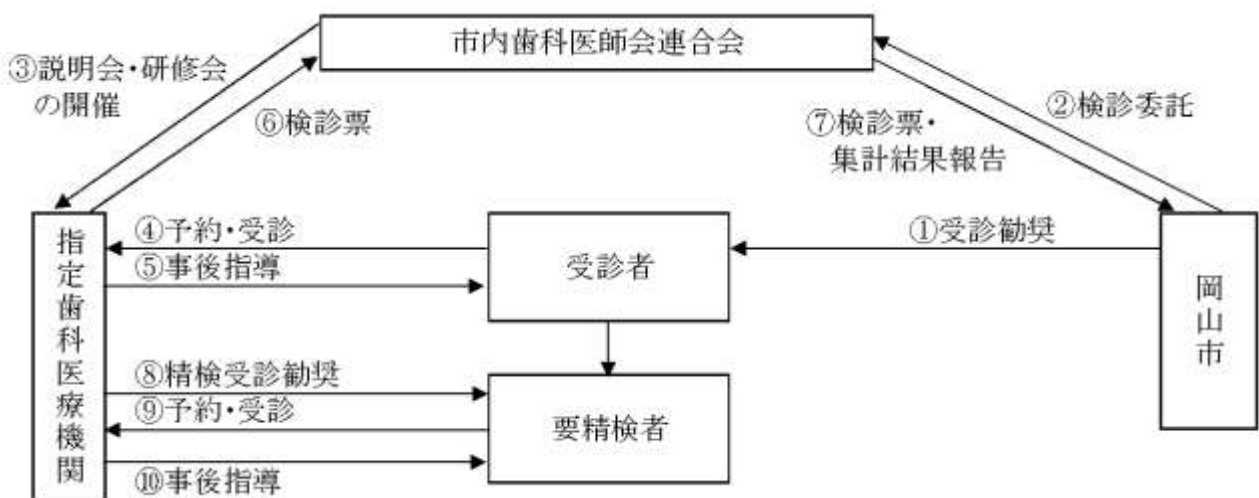 市内歯科医師会連合会
③説明会・研修会
の開催
⑥検診票
②検診委託
⑦検診票・
集計結果報告
指定歯科医療機関
④予約・受診
⑤事後指導
受診者
①受診勧奨
岡山市
⑧精検受診勧奨
⑨予約・受診
⑩事後指導
要精検者